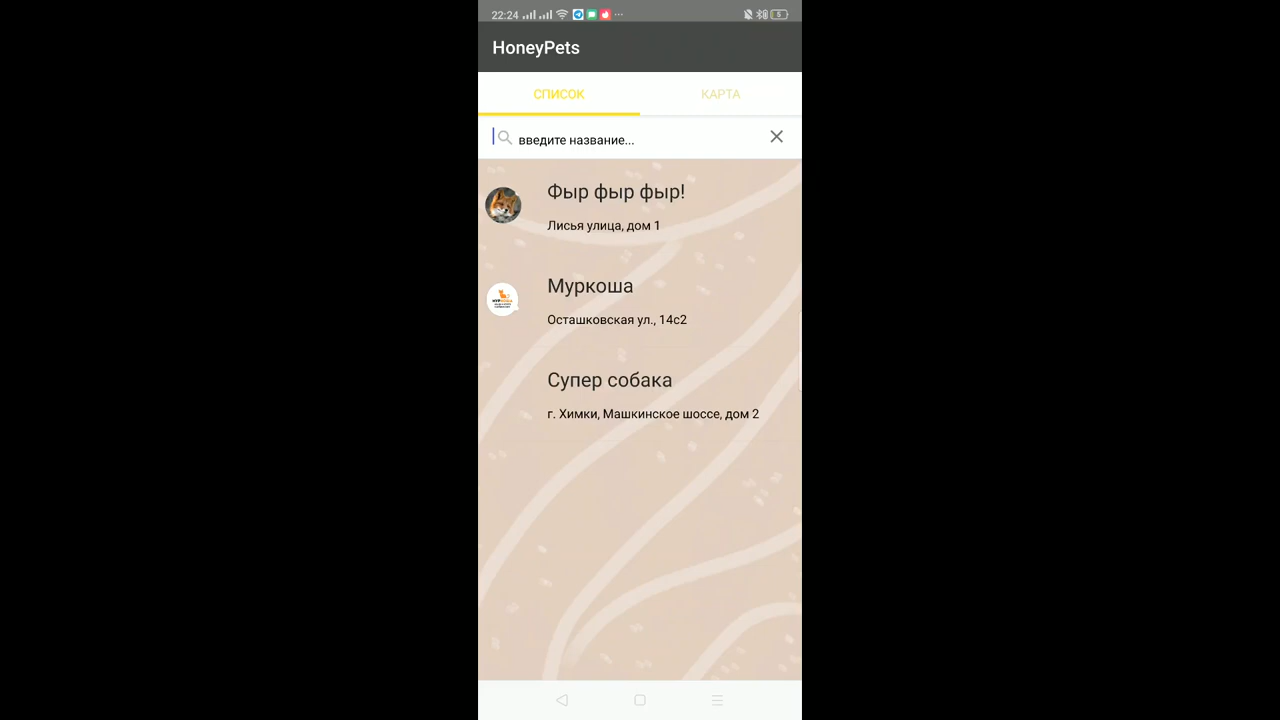 22:24
HoneyPets
СПИСОК
КАРТА
введите название...
Фыр фыр фыр!
Лисья улица, дом 1
Муркоша
Осташковская ул., 14с2
Супер собака
г. Химки, Машкинское шоссе, дом 2